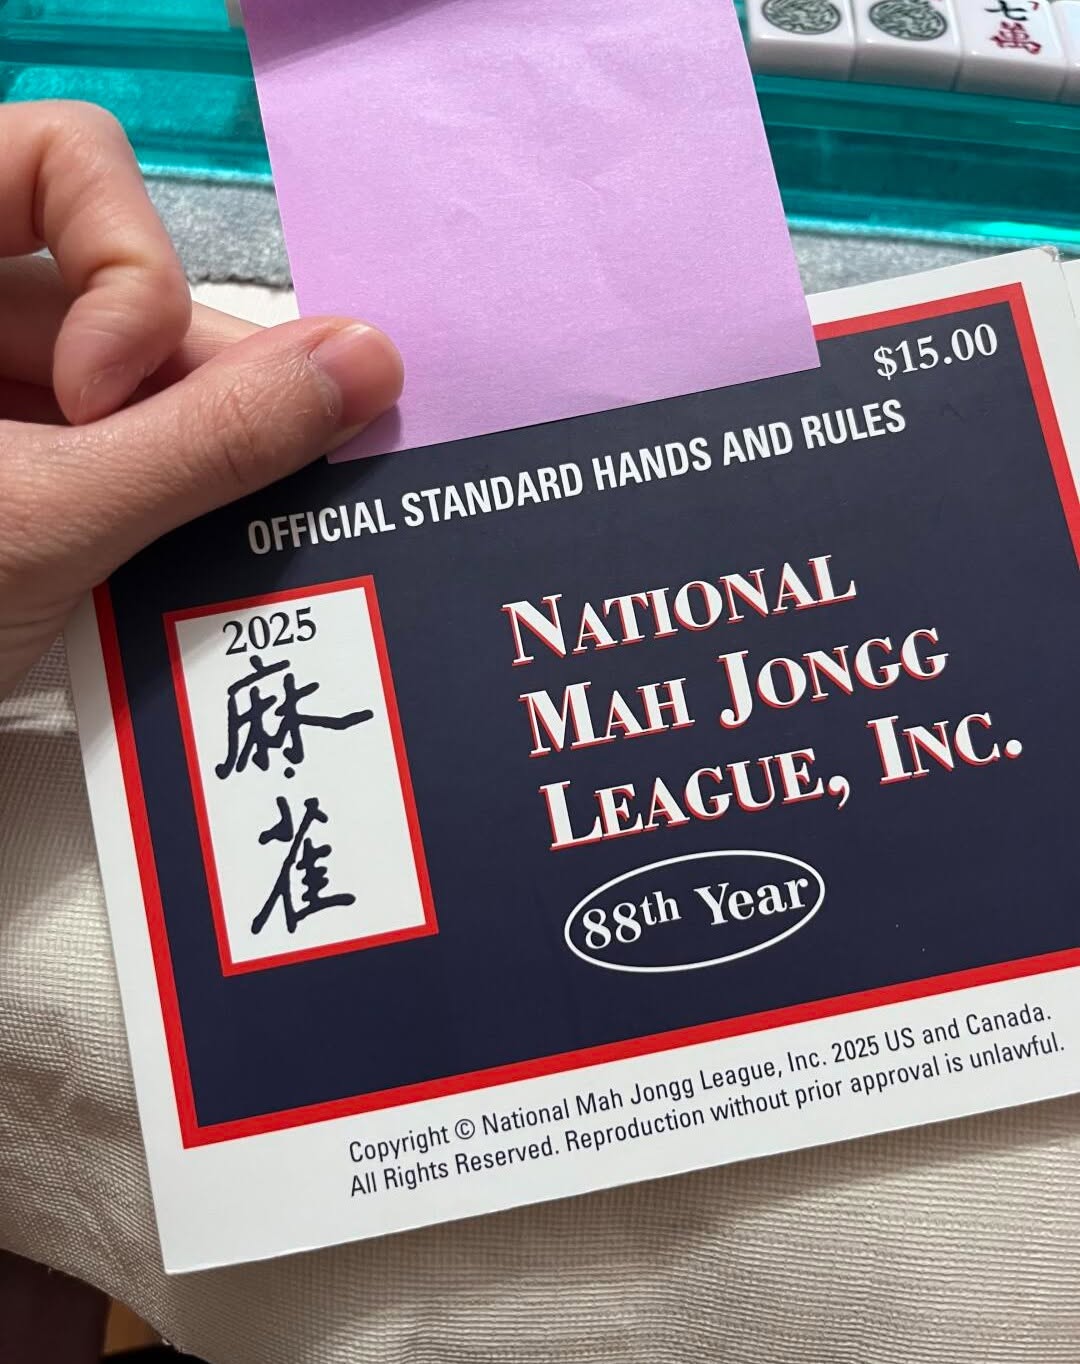 七 7
萬
$15.00
OFFICIAL STANDARD HANDS AND RULES
2025
麻
雀
NATIONAL
MAH JONGG
LEAGUE, INC.
88th Year
Copyright © National Mah Jongg League, Inc. 2025 US and Canada.
All Rights Reserved. Reproduction without prior approval is unlawful.